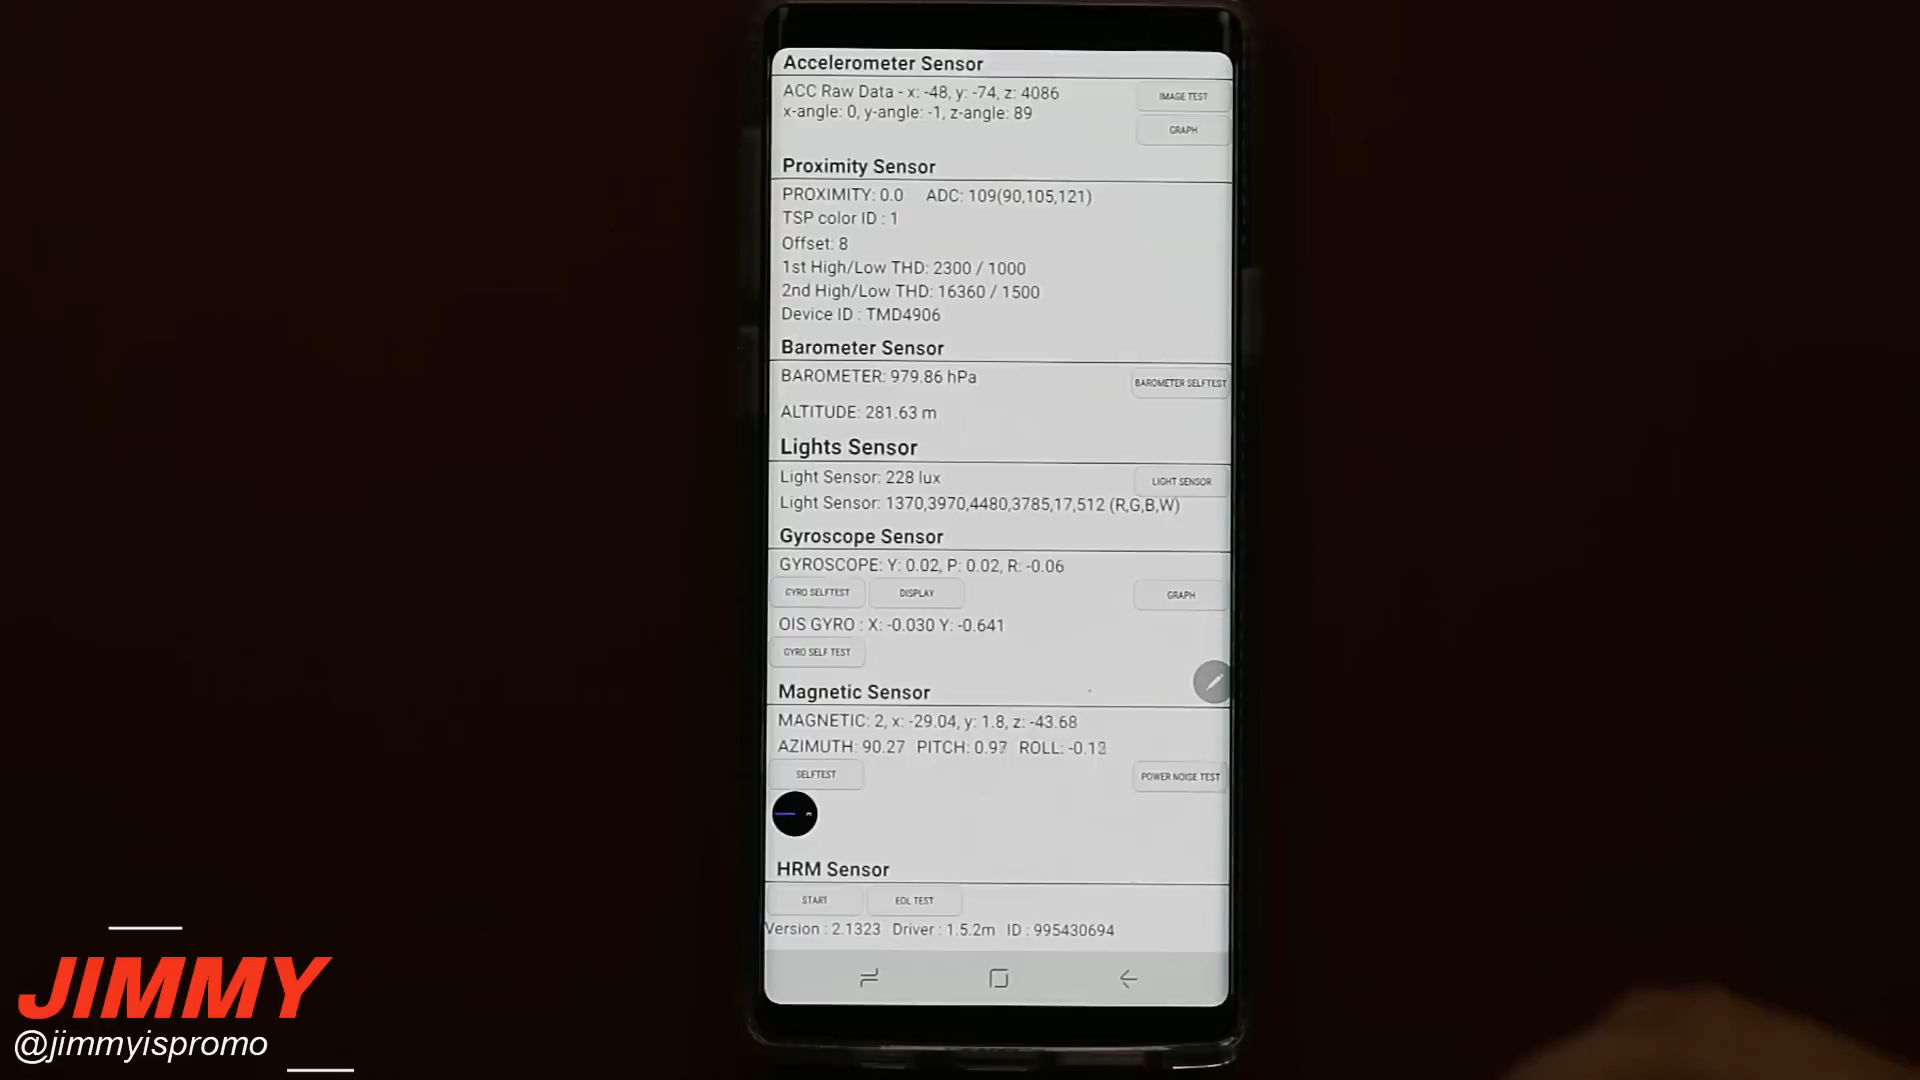 Accelerometer Sensor
ACC Raw Data - x: -48, y: -74, z: 4086
IMAGE TEST
x-angle: 0, y-angle: -1, z-angle: 89
GRAPH
Proximity Sensor
PROXIMITY: 0.0 ADC: 109(90,105,121)
TSP color ID : 1
Offset: 8
1st High/Low THD: 2300 / 1000
2nd High/Low THD: 16360 / 1500
Device ID : TMD4906
Barometer Sensor
BAROMETER: 979.86 hPa
BAROMETER SELFTEST
ALTITUDE: 281.63 m
Lights Sensor
Light Sensor: 228 lux
LIGHT SENSOR
Light Sensor: 1370,3970,4480,3785,17,512 (R,G,B,W)
Gyroscope Sensor
GYROSCOPE: Y: 0.02, P: 0.02, R: -0.06
GYRO SELFTEST DISPLAY GRAPH
OIS GYRO : X: -0.030 Y: -0.641
GYRO SELF TEST
Magnetic Sensor
MAGNETIC: 2, x: -29.04, y: 1.8, z: -43.68
AZIMUTH: 90.27 PITCH: 0.97 ROLL:
SELFTEST POWER NOISE TEST
HRM Sensor
START EOL TEST
Version : 2.1323 Driver : 1.5.2m ID : 995430694
JIMMY
@jimmyispromo